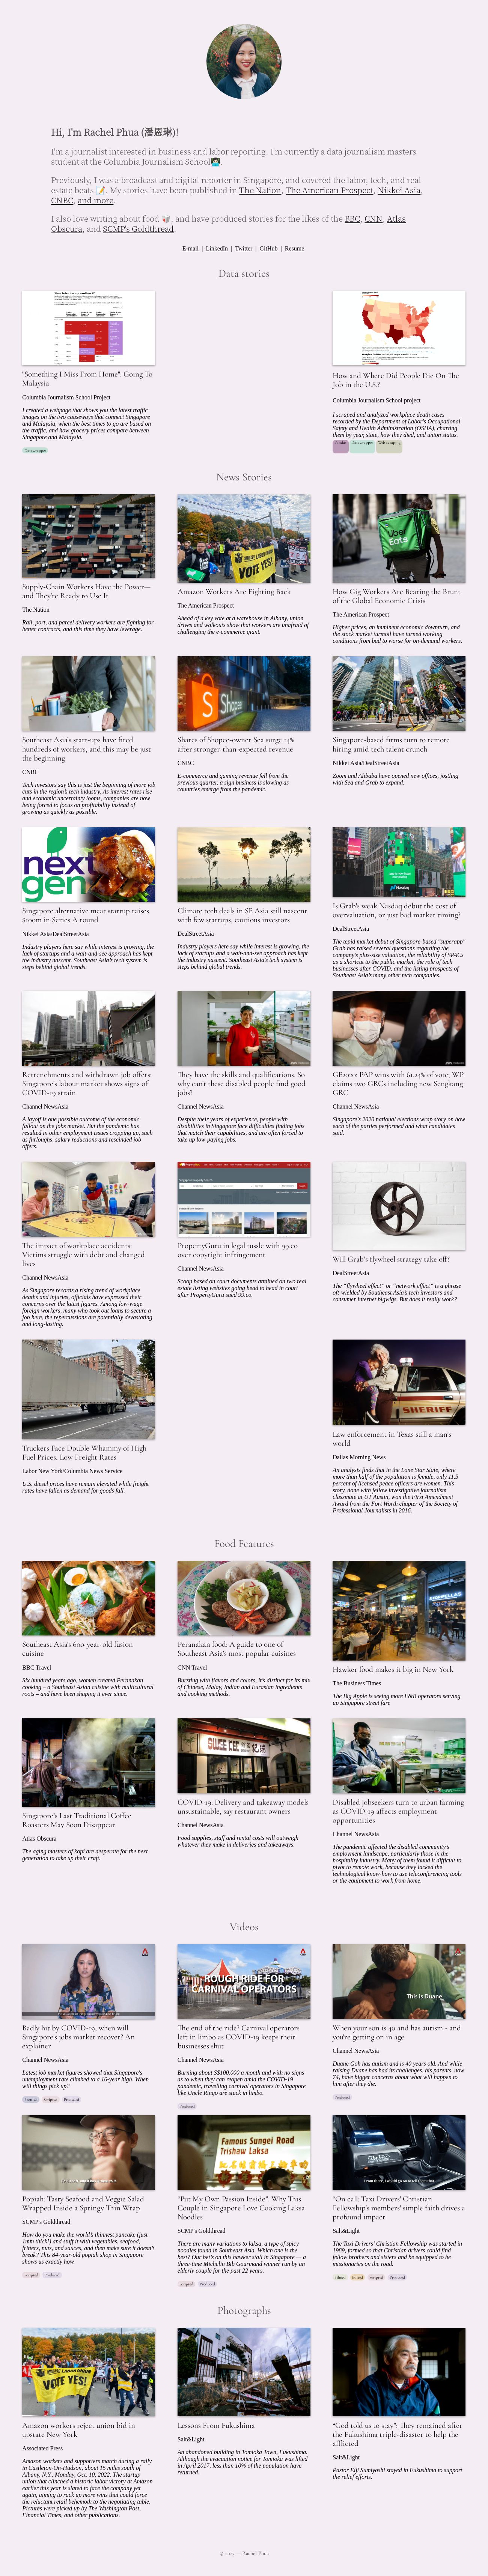 Hi, I'm Rachel Phua (潘恩琳)!
I'm a journalist interested in business and labor reporting. I'm currently a data journalism masters
student at the Columbia Journalism School👩🏻‍💻
Previously, I was a broadcast and digital reporter in Singapore, and covered the labor, tech, and real
estate beats 📝. My stories have been published in The Nation, The American Prospect, Nikkei Asia,
CNBC, and more.
I also love writing about food 🥡, and have produced stories for the likes of the BBC, CNN, Atlas
Obscura, and SCMP's Goldthread.
E-mail | LinkedIn | Twitter | GitHub | Resume
Data stories
"Something I Miss From Home": Going To
Malaysia
Columbia Journalism School Project
I created a webpage that shows you the latest traffic
images on the two causeways that connect Singapore
and Malaysia, when the best times to go are based on
the traffic, and how grocery prices compare between
Singapore and Malaysia.
Datawrapper
How and Where Did People Die On The
Job in the U.S.?
Columbia Journalism School project
I scraped and analyzed workplace death cases
recorded by the Department of Labor's Occupational
Safety and Health Administration (OSHA), charting
them by year, state, how they died, and union status.
Pandas Datawrapper Web scraping
News Stories
Supply-Chain Workers Have the Power—
and They're Ready to Use It
The Nation
Rail, port, and parcel delivery workers are fighting for
better contracts, and this time they have leverage.
VOTE YES!
Amazon Workers Are Fighting Back
The American Prospect
Ahead of a key vote at a warehouse in Albany, union
drives and walkouts show that workers are unafraid of
challenging the e-commerce giant.
Uber
Eats
How Gig Workers Are Bearing the Brunt
of the Global Economic Crisis
The American Prospect
Higher prices, an imminent economic downturn, and
the stock market turmoil have turned working
conditions from bad to worse for on-demand workers.
Southeast Asia's start-ups have fired
hundreds of workers, and this may be just
the beginning
CNBC
Tech investors say this is just the beginning of more job
cuts in the region's tech industry. As interest rates rise
and economic uncertainty looms, companies are now
being forced to focus on profitability instead of
growing as quickly as possible.
Shares of Shopee-owner Sea surge 14%
after stronger-than-expected revenue
CNBC
E-commerce and gaming revenue fell from the
previous quarter, a sign business is slowing as
countries emerge from the pandemic.
Singapore-based firms turn to remote
hiring amid tech talent crunch
Nikkei Asia/DealStreetAsia
Zoom and Alibaba have opened new offices, jostling
with Sea and Grab to expand.
next
gen
Singapore alternative meat startup raises
$100m in Series A round
Nikkei Asia/DealStreetAsia
Industry players here say while interest is growing, the
lack of startups and a wait-and-see approach has kept
the industry nascent. Southeast Asia's tech system is
steps behind global trends.
Climate tech deals in SE Asia still nascent
with few startups, cautious investors
DealStreetAsia
Industry players here say while interest is growing, the
lack of startups and a wait-and-see approach has kept
the industry nascent. Southeast Asia's tech system is
steps behind global trends.
Is Grab's weak Nasdaq debut the cost of
overvaluation, or just bad market timing?
DealStreetAsia
The tepid market debut of Singapore-based "superapp"
Grab has raised several questions regarding the
company's plus-size valuation, the reliability of SPACs
as a shortcut to the public market, the role of tech
businesses after COVID, and the listing prospects of
Southeast Asia's many other tech companies.
Retrenchments and withdrawn job offers:
Singapore's labour market shows signs of
COVID-19 strain
Channel NewsAsia
A layoff is one possible outcome of the economic
fallout on the jobs market. But the pandemic has
resulted in other employment issues cropping up, such
as furloughs, salary reductions and rescinded job
offers.
They have the skills and qualifications. So
why can't these disabled people find good
jobs?
Channel NewsAsia
Despite their years of experience, people with
disabilities in Singapore face difficulties finding jobs
that match their capabilities, and are often forced to
take up low-paying jobs.
GE2020: PAP wins with 61.24% of vote; WP
claims two GRCs including new Sengkang
GRC
Channel NewsAsia
Singapore's 2020 national elections wrap story on how
each of the parties performed and what candidates
said.
The impact of workplace accidents:
Victims struggle with debt and changed
lives
Channel NewsAsia
As Singapore records a rising trend of workplace
deaths and injuries, officials have expressed their
concerns over the latest figures. Among low-wage
foreign workers, many who took out loans to secure a
job here, the repercussions are potentially devastating
and long-lasting.
PropertyGuru in legal tussle with 99.co
over copyright infringement
Channel NewsAsia
Scoop based on court documents attained on two real
estate listing websites going head to head in court
after PropertyGuru sued 99.co.
Will Grab's flywheel strategy take off?
DealStreetAsia
The “flywheel effect” or “network effect” is a phrase
oft-wielded by Southeast Asia's tech investors and
consumer internet bigwigs. But does it really work?
Truckers Face Double Whammy of High
Fuel Prices, Low Freight Rates
Labor New York/Columbia News Service
U.S. diesel prices have remain elevated while freight
rates have fallen as demand for goods fall.
SHERIFF
Law enforcement in Texas still a man's
world
Dallas Morning News
An analysis finds that in the Lone Star State, where
more than half of the population is female, only 11.5
percent of licensed peace officers are women. This
story, done with fellow investigative journalism
classmate at UT Austin, won the First Amendment
Award from the Fort Worth chapter of the Society of
Professional Journalists in 2016.
Food Features
Southeast Asia's 600-year-old fusion
cuisine
BBC Travel
Six hundred years ago, women created Peranakan
cooking – a Southeast Asian cuisine with multicultural
roots – and have been shaping it ever since.
Peranakan food: A guide to one of
Southeast Asia's most popular cuisines
CNN Travel
Bursting with flavors and colors, it's distinct for its mix
of Chinese, Malay, Indian and Eurasian ingredients
and cooking methods.
Hawker food makes it big in New York
The Business Times
The Big Apple is seeing more F&B operators serving
up Singapore street fare
Singapore's Last Traditional Coffee
Roasters May Soon Disappear
Atlas Obscura
The aging masters of kopi are desperate for the next
generation to take up their craft.
GLUEE KEE
COVID-19: Delivery and takeaway models
unsustainable, say restaurant owners
Channel NewsAsia
Food supplies, staff and rental costs will outweigh
whatever they make in deliveries and takeaways.
Disabled jobseekers turn to urban farming
as COVID-19 affects employment
opportunities
Channel NewsAsia
The pandemic affected the disabled community's
employment landscape, particularly those in the
hospitality industry. Many of them found it difficult to
pivot to remote work, because they lacked the
technological know-how to use teleconferencing tools
or the equipment to work from home.
Videos
Badly hit by COVID-19, when will
Singapore's jobs market recover? An
explainer
Channel NewsAsia
Latest job market figures showed that Singapore's
unemployment rate climbed to a 16-year high. When
will things pick up?
Scripted Produced
ROUGH RIDE FOR
CARNIVAL OPERATORS
The end of the ride? Carnival operators
left in limbo as COVID-19 keeps their
businesses shut
Channel NewsAsia
Burning about S$100,000 a month and with no signs
as to when they can reopen amid the COVID-19
pandemic, travelling carnival operators in Singapore
like Uncle Ringo are stuck in limbo.
Produced
This is Duane
When your son is 40 and has autism - and
you're getting on in age
Channel NewsAsia
Duane Goh has autism and is 40 years old. And while
raising Duane has had its challenges, his parents, now
74, have bigger concerns about what will happen to
him after they die.
Produced
Popiah: Tasty Seafood and Veggie Salad
Wrapped Inside a Springy Thin Wrap
SCMP's Goldthread
How do you make the world's thinnest pancake (just
1mm thick!) and stuff it with vegetables, seafood,
fritters, nuts, and sauces, and then make sure it doesn't
break? This 84-year-old popiah shop in Singapore
shows us exactly how.
Scripted Produced
FAMOUS SUNGEI ROAD
TRISHAW LAKSA
“Put My Own Passion Inside”: Why This
Couple in Singapore Love Cooking Laksa
Noodles
SCMP's Goldthread
There are many variations to laksa, a type of spicy
noodles found in Southeast Asia. Which one is the
best? Our bet's on this hawker stall in Singapore — a
three-time Michelin Bib Gourmand winner run by an
elderly couple for the past 22 years.
Scripted Produced
“On call: Taxi Drivers' Christian
Fellowship's members' simple faith drives a
profound impact
Salt&Light
The Taxi Drivers' Christian Fellowship was started in
1989, formed so that Christian drivers could find
fellow brothers and sisters and be equipped to be
missionaries on the road.
Filmed Edited Scripted Produced
Photographs
VOTE YES!
Amazon workers reject union bid in
upstate New York
Associated Press
Amazon workers and supporters march during a rally
in Castleton-On-Hudson, about 15 miles south of
Albany, N.Y., Monday, Oct. 10, 2022. The startup
union that clinched a historic labor victory at Amazon
earlier this year is slated to face the company yet
again, aiming to rack up more wins that could force
the reluctant retail behemoth to the negotiating table.
Pictures were picked up by The Washington Post,
Financial Times, and other publications.
Lessons From Fukushima
Salt&Light
An abandoned building in Tomioka Town, Fukushima.
Although the evacuation notice for Tomioka was lifted
in April 2017, less than 10% of the population have
returned.
“God told us to stay”: They remained after
the Fukushima triple-disaster to help the
afflicted
Salt&Light
Pastor Eiji Sumiyoshi stayed in Fukushima to support
the relief efforts.
© 2023 — Rachel Phua